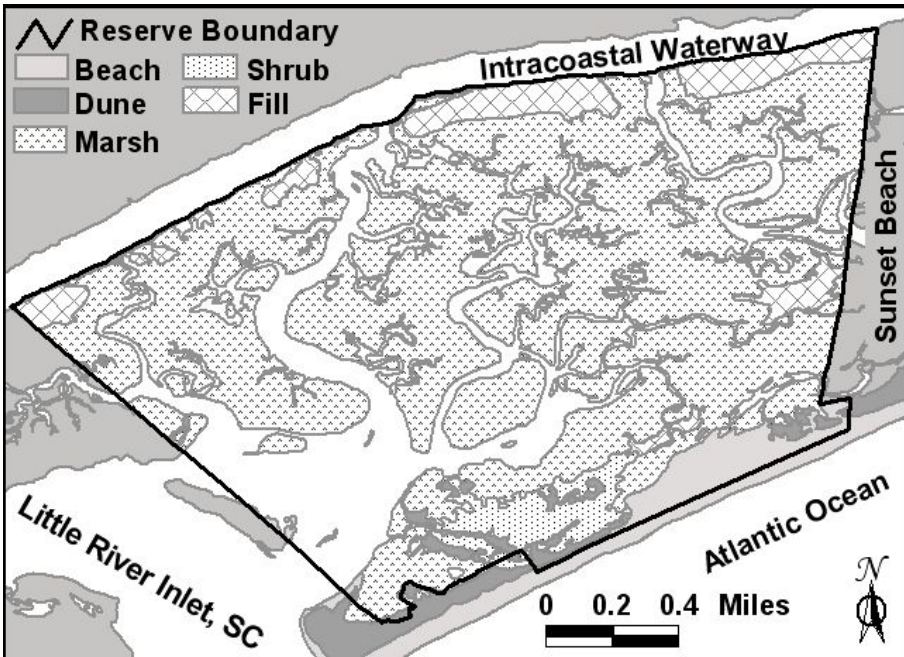 Reserve Boundary
Beach
Shrub
Dune
Fill
Marsh
Intracoastal Waterway
Sunset Beach
Atlantic Ocean
Little River Inlet, SC
0 0.2 0.4 Miles
N